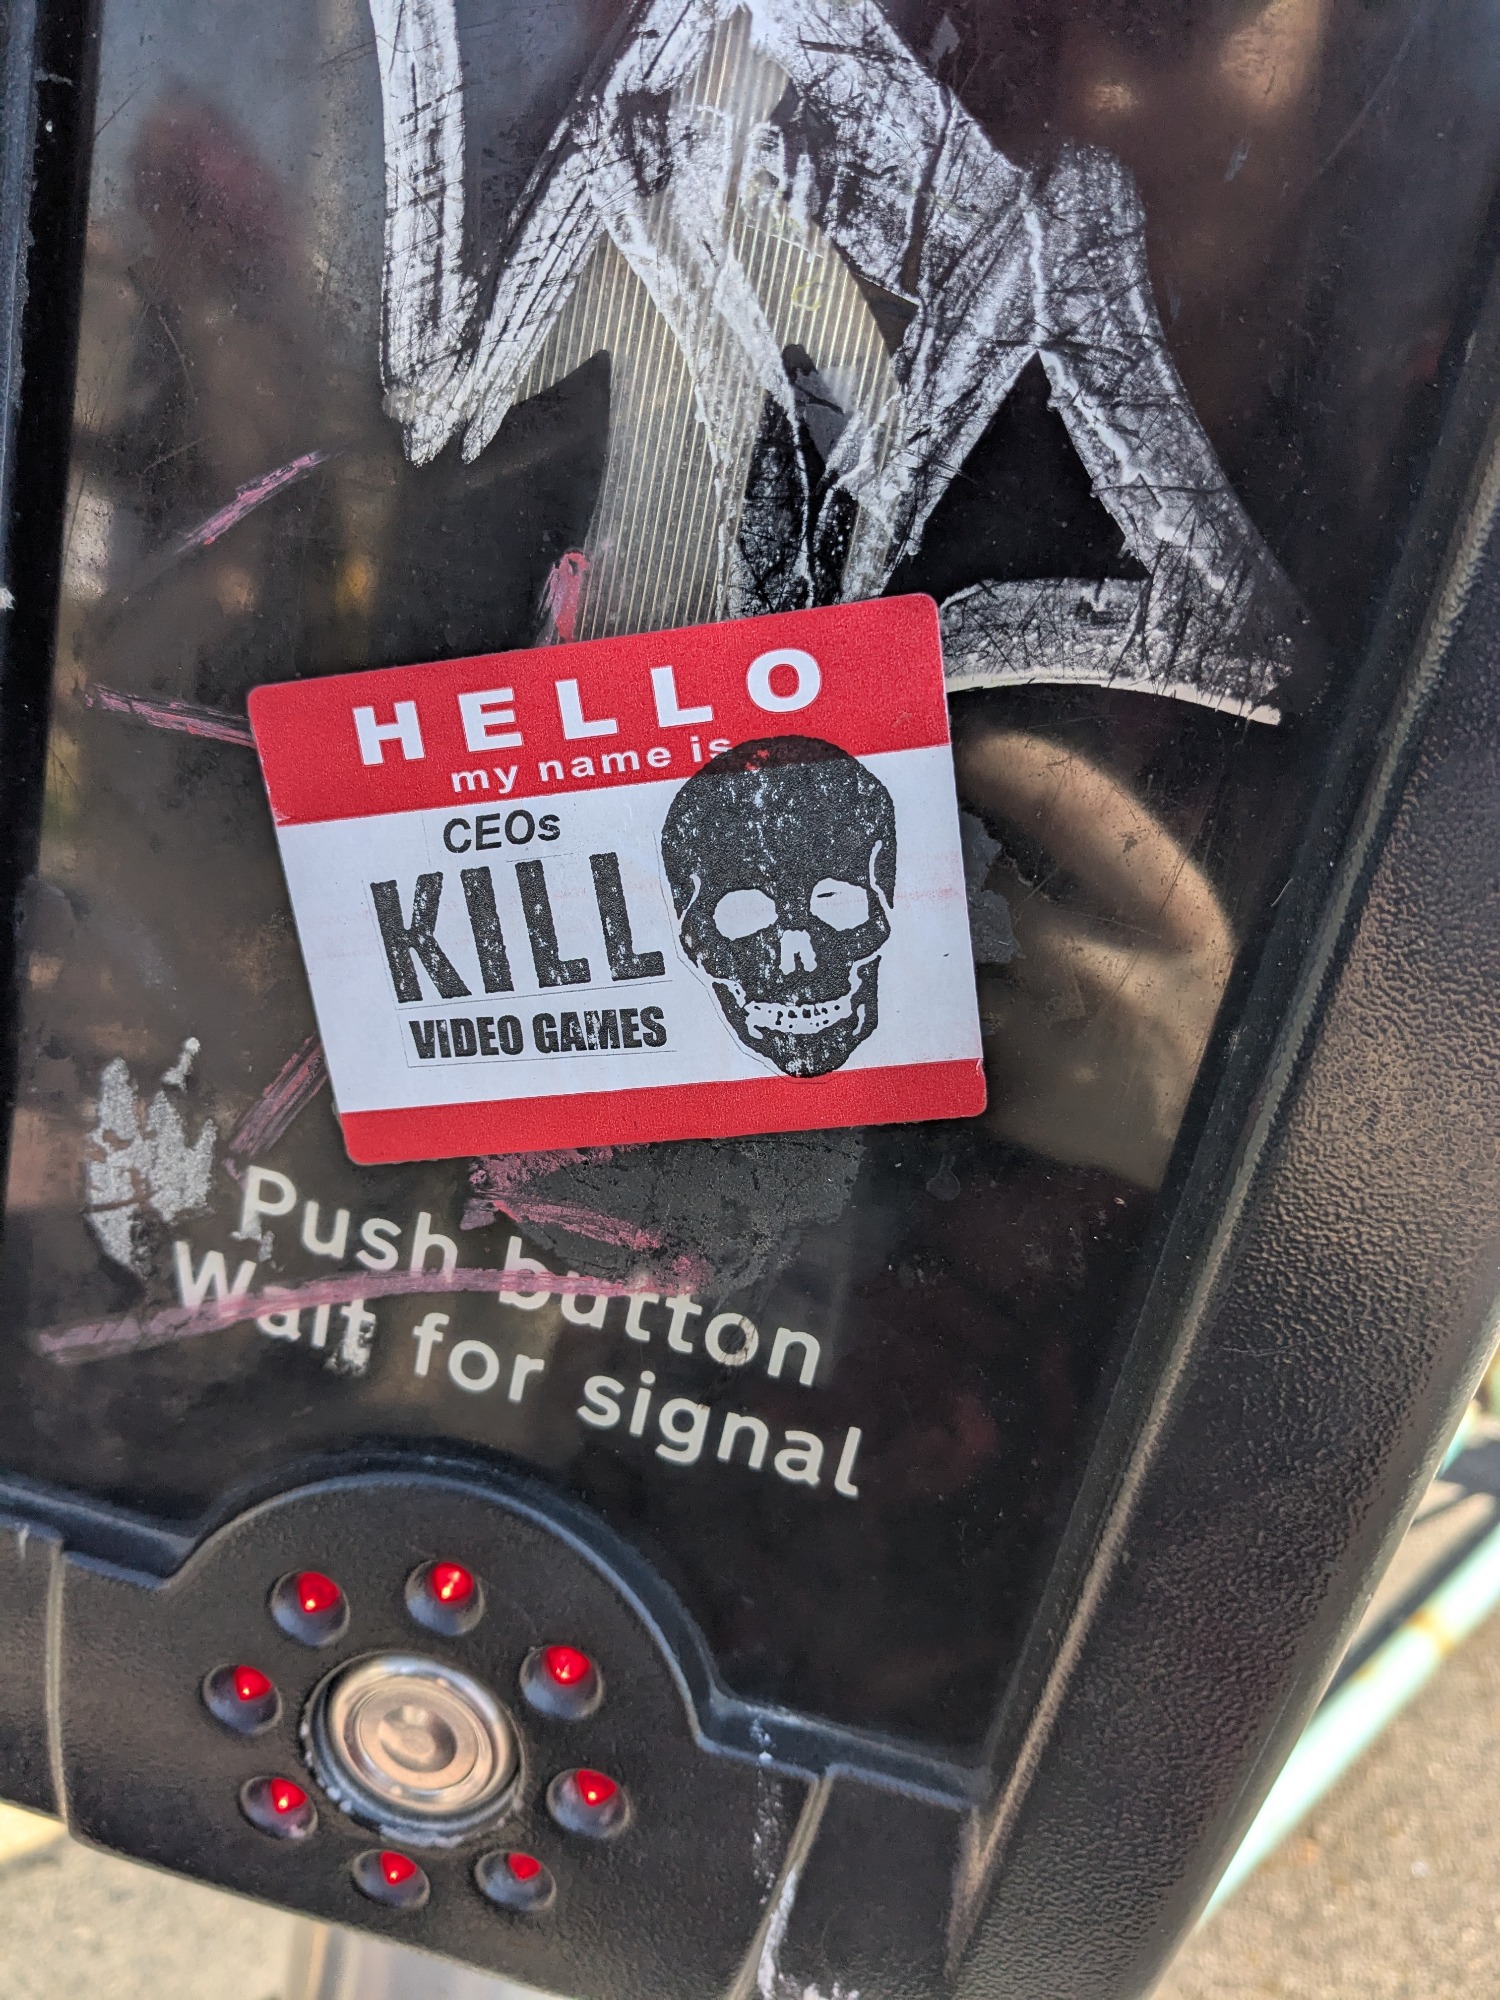 HELLO
my name is
CEOs
KILL
VIDEO GAMES
Push button
Wait for signal